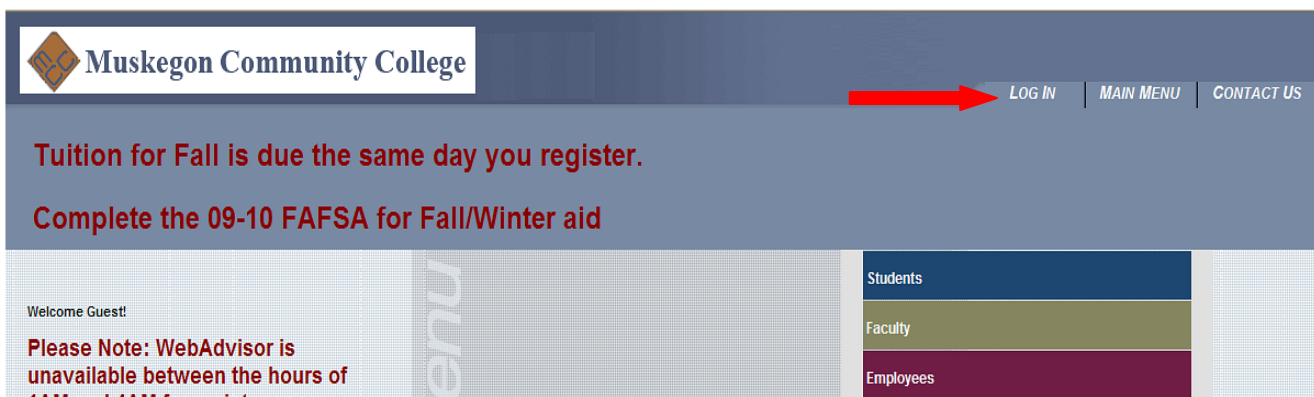 MCC
Muskegon Community College
LOG IN
MAIN MENU
CONTACT US
Tuition for Fall is due the same day you register.
Complete the 09-10 FAFSA for Fall/Winter aid
Welcome Guest!
Please Note: WebAdvisor is
unavailable between the hours of
enu
Students
Faculty
Employees